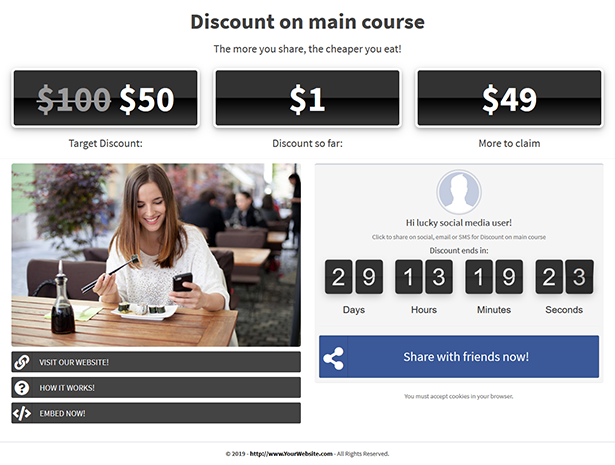 Discount on main course
The more you share, the cheaper you eat!
$100 $50
$1
$49
Target Discount:
Discount so far:
More to claim
Hi lucky social media user!
Click to share on social, email or SMS for Discount on main course
Discount ends in:
29 13 19 23
Days Hours Minutes Seconds
Share with friends now!
You must accept cookies in your browser.
VISIT OUR WEBSITE!
HOW IT WORKS!
EMBED NOW!
© 2019 - http://www.YourWebsite.com - All Rights Reserved.